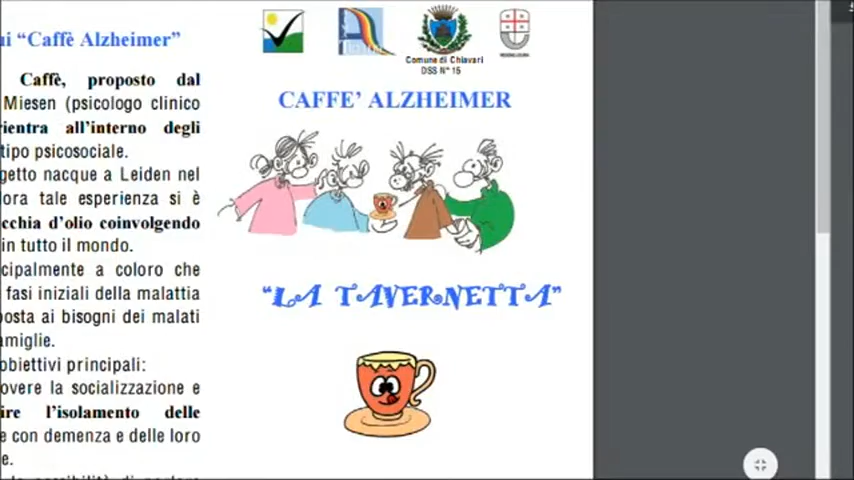 ui “Caffè Alzheimer”
Caffè, proposto dal
Miesen (psicologo clinico
rientra all’interno degli
tipo psicosociale.
getto nacque a Leiden nel
lora tale esperienza si è
cchia d’olio coinvolgendo
in tutto il mondo.
cipalmente a coloro che
fasi iniziali della malattia
posta ai bisogni dei malati
amiglie.
obiettivi principali:
overe la socializzazione e
ire l’isolamento delle
e con demenza e delle loro
e.
Comune di Chiavari
DSS N° 15
CAFFE’ ALZHEIMER
“LA TAVERNETTA”